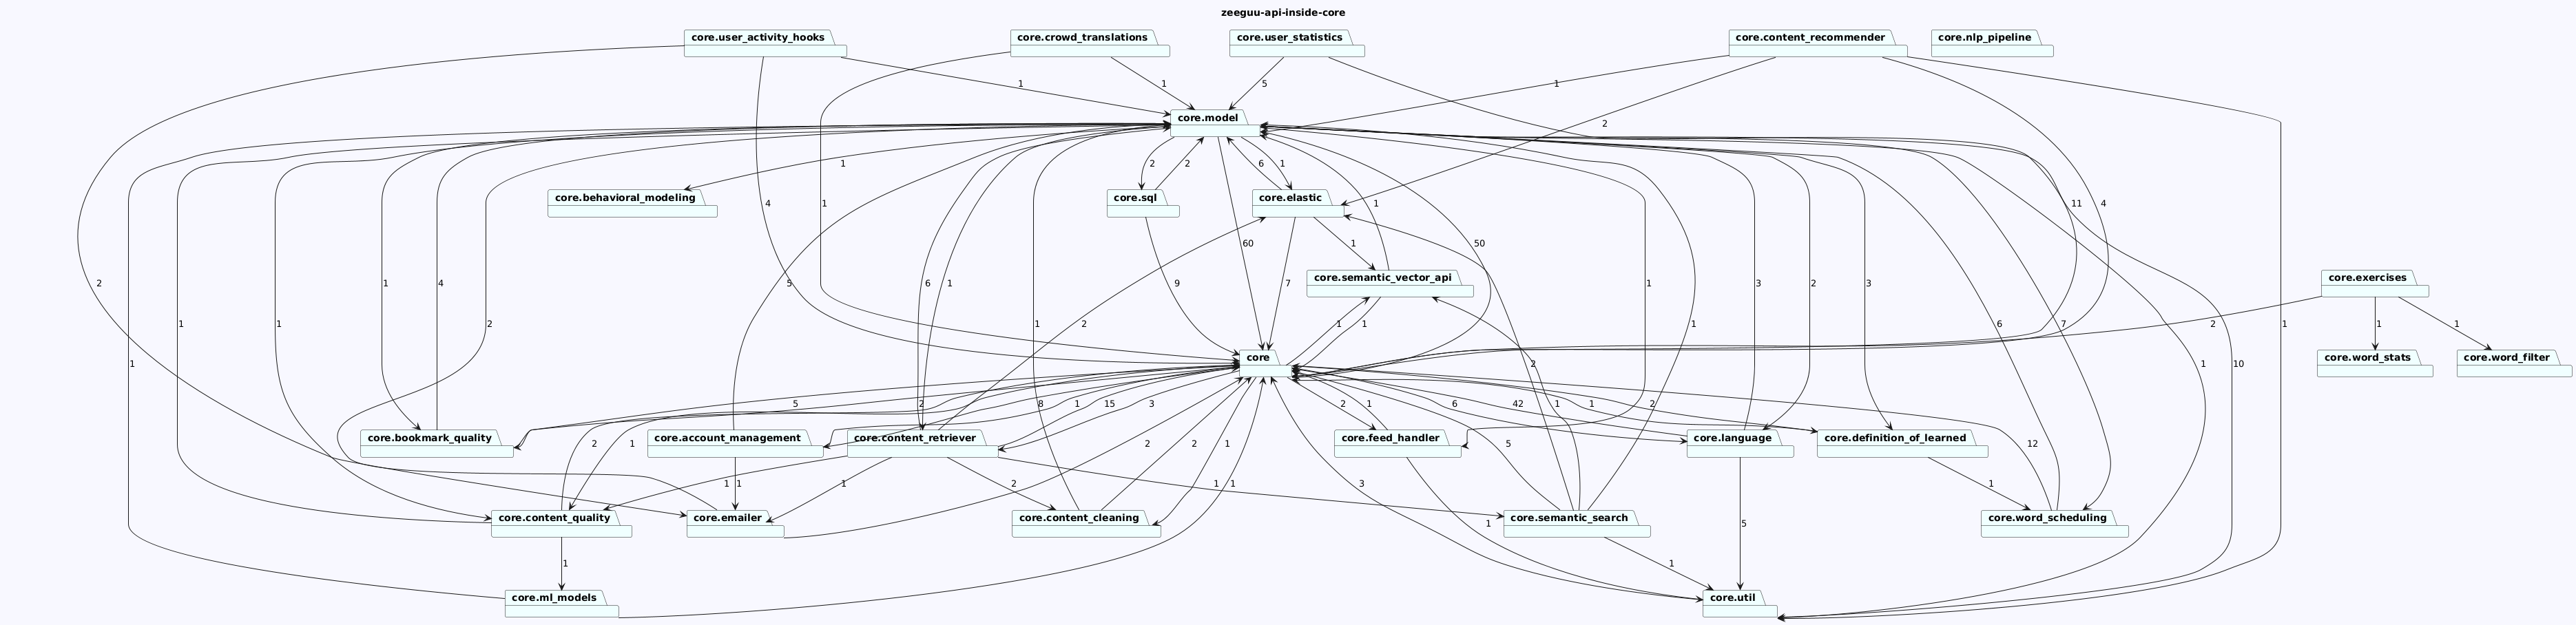 zeeguu-api-inside-core
core.user_activity_hooks
core.crowd_translations
core.user_statistics
core.content_recommender
core.nlp_pipeline
1
1
5
1
2
core.model
1
2
2
6
1
core.behavioral_modeling
core.sql
core.elastic
4
1
1
11
4
60
1
50
core.semantic_vector_api
core.exercises
2
1
4
5
6
1
9
7
2
1
3
2
3
7
1
1
2
2
1
1
1
1
6
2
1
1
1
core
core.word_stats
core.word_filter
1
1
10
5
2
1
15
3
8
2
1
6
42
1
2
core.bookmark_quality
core.account_management
core.content_retriever
core.feed_handler
core.language
core.definition_of_learned
2
1
2
2
1
1
5
12
1
1
1
2
1
1
3
1
core.content_quality
core.emailer
core.content_cleaning
core.semantic_search
core.word_scheduling
1
5
1
1
core.ml_models
core.util